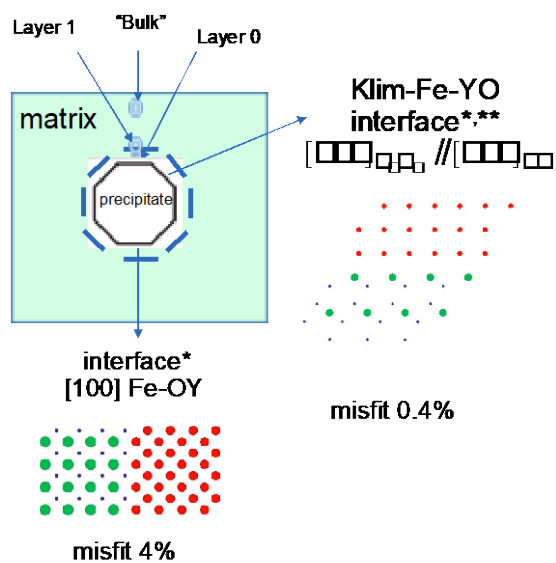 “Bulk”
Layer 1
Layer 0
matrix
precipitate
Klim-Fe-YO
interface*,**
[□□□]□□□ //[□□□]□□
interface*
[100] Fe-OY
misfit 0.4%
misfit 4%